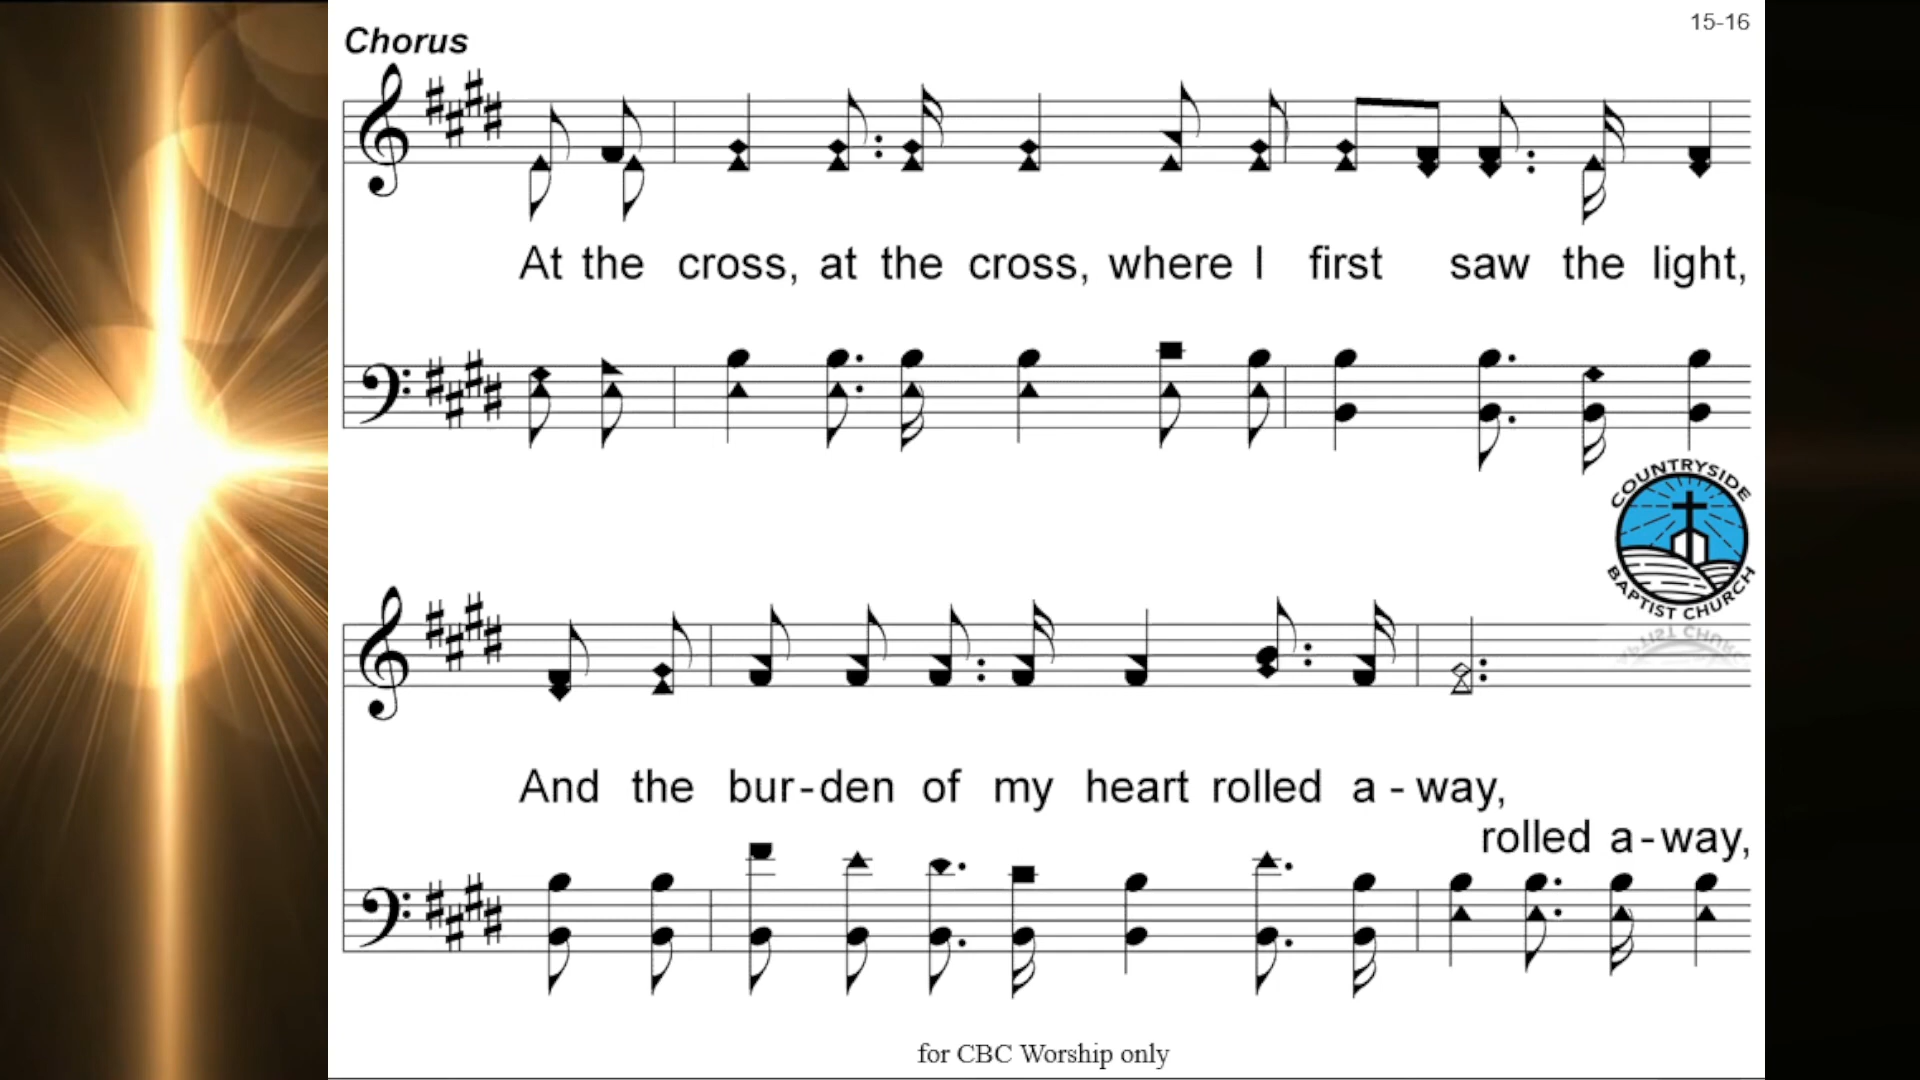 15-16
Chorus
At the cross, at the cross, where I first saw the light,
COUNTRYSIDE
BAPTIST CHURCH
And the bur-den of my heart rolled a-way,
rolled a-way,
for CBC Worship only